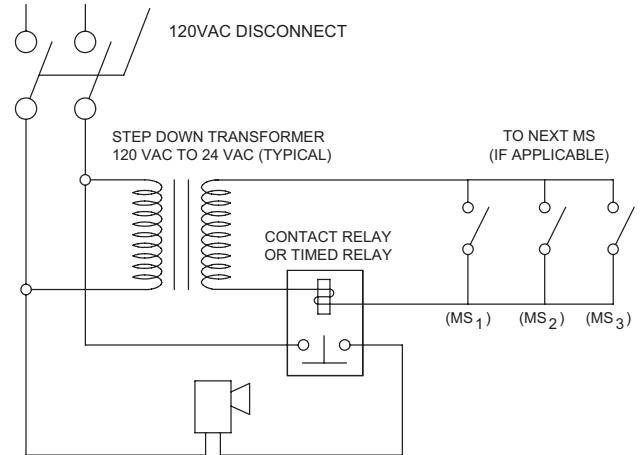 120VAC DISCONNECT
STEP DOWN TRANSFORMER
120 VAC TO 24 VAC (TYPICAL)
TO NEXT MS
(IF APPLICABLE)
CONTACT RELAY
OR TIMED RELAY
(MS1) (MS2) (MS3)